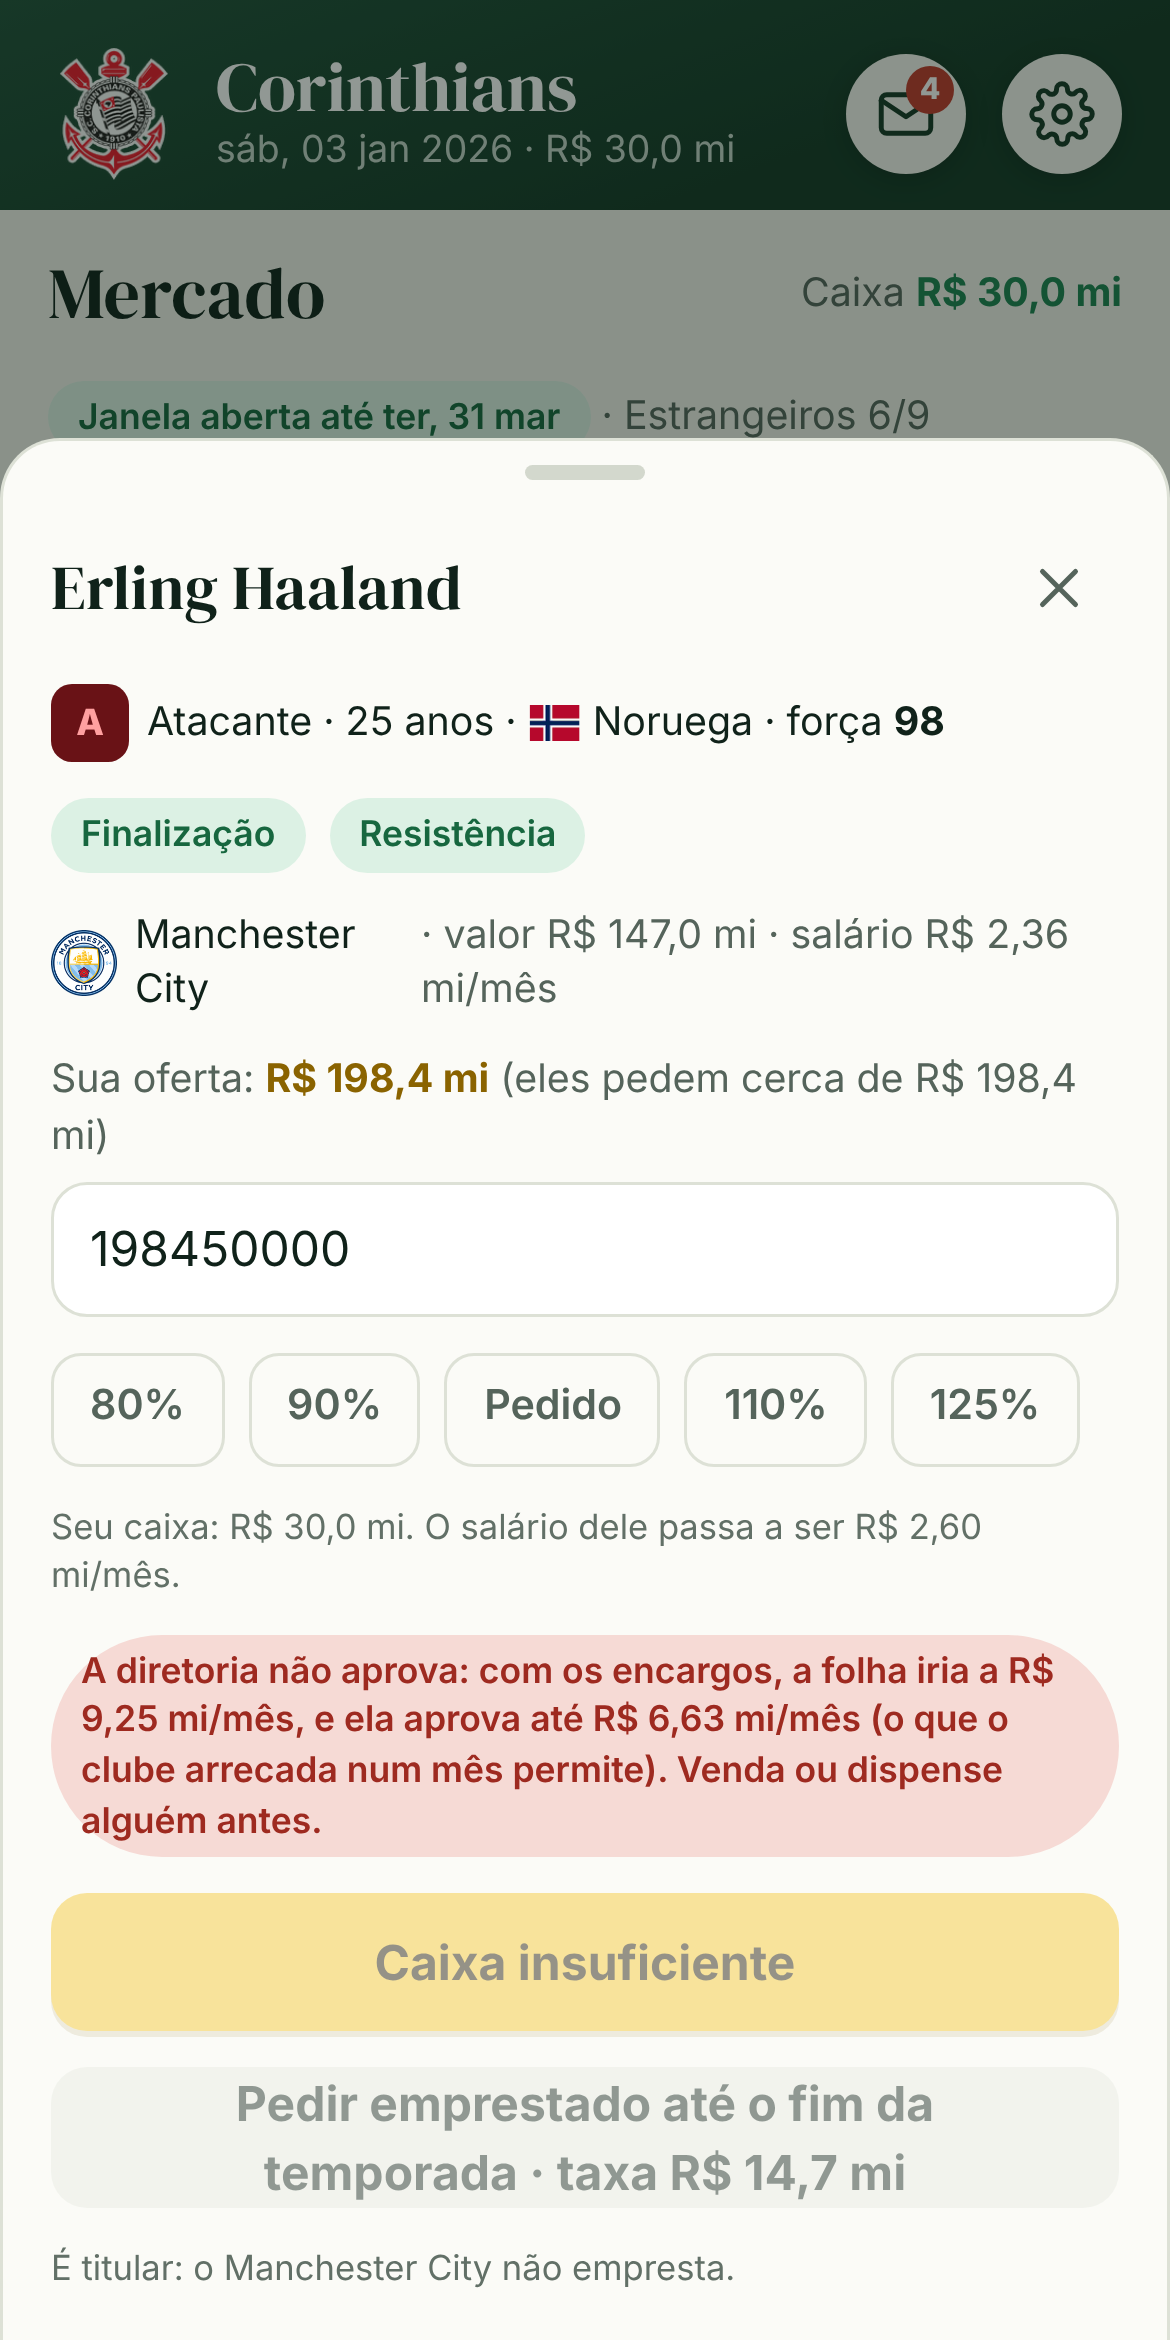 Corinthians
sáb, 03 jan 2026 · R$ 30,0 mi
4
Mercado
Caixa R$ 30,0 mi
Janela aberta até ter, 31 mar · Estrangeiros 6/9
Erling Haaland
A Atacante · 25 anos · Noruega · força 98
Finalização Resistência
MANCHESTER CITY
Manchester
City
· valor R$ 147,0 mi · salário R$ 2,36
mi/mês
Sua oferta: R$ 198,4 mi (eles pedem cerca de R$ 198,4
mi)
198450000
80% 90% Pedido 110% 125%
Seu caixa: R$ 30,0 mi. O salário dele passa a ser R$ 2,60
mi/mês.
A diretoria não aprova: com os encargos, a folha iria a R$
9,25 mi/mês, e ela aprova até R$ 6,63 mi/mês (o que o
clube arrecada num mês permite). Venda ou dispense
alguém antes.
Caixa insuficiente
Pedir emprestado até o fim da
temporada · taxa R$ 14,7 mi
É titular: o Manchester City não empresta.